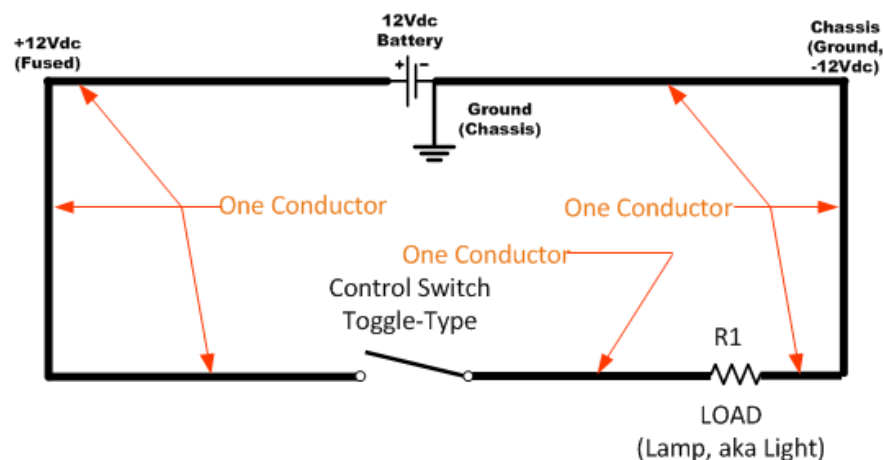 +12Vdc
(Fused)
12Vdc
Battery
+ -
Chassis
(Ground,
-12Vdc)
Ground
(Chassis)
One Conductor
One Conductor
One Conductor
Control Switch
Toggle-Type
R1
LOAD
(Lamp, aka Light)